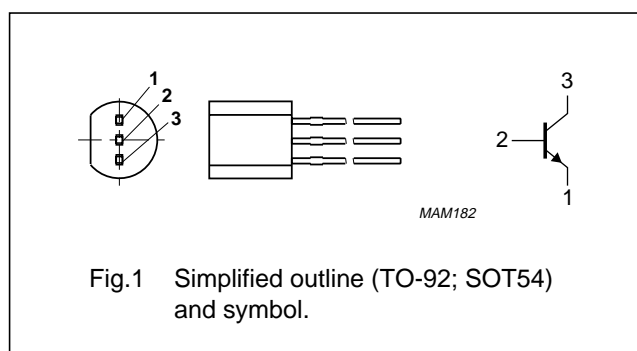 1
2
3
3
2
1
MAM182
Fig.1 Simplified outline (TO-92; SOT54)
and symbol.